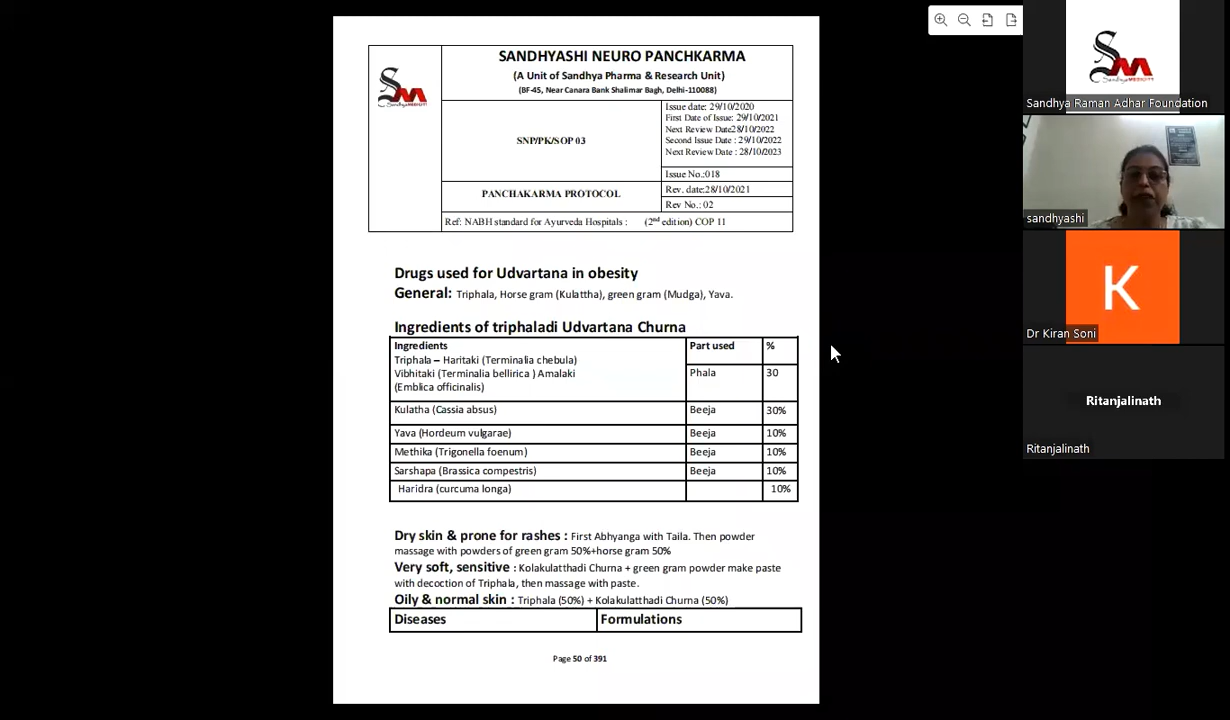 SANDHYASHI NEURO PANCHKARMA
(A Unit of Sandhya Pharma & Research Unit)
(BF-45, Near Canara Bank Shalimar Bagh, Delhi-110088)
SM
SandhyaMEDICITY
SNP/PK/SOP 03
Issue date: 29/10/2020
First Date of Issue: 29/10/2021
Next Review Date28/10/2022
Second Issue Date : 29/10/2022
Next Review Date : 28/10/2023
Issue No.:018
PANCHAKARMA PROTOCOL
Rev. date:28/10/2021
Rev No.: 02
Ref: NABH standard for Ayurveda Hospitals : (2nd edition) COP 11
Drugs used for Udvartana in obesity
General: Triphala, Horse gram (Kulattha), green gram (Mudga), Yava.
Ingredients of triphaladi Udvartana Churna
Ingredients Part used %
Triphala – Haritaki (Terminalia chebula)
Vibhitaki (Terminalia bellirica ) Amalaki Phala 30
(Emblica officinalis)
Kulatha (Cassia absus) Beeja 30%
Yava (Hordeum vulgarae) Beeja 10%
Methika (Trigonella foenum) Beeja 10%
Sarshapa (Brassica compestris) Beeja 10%
Haridra (curcuma longa) 10%
Dry skin & prone for rashes : First Abhyanga with Taila. Then powder
massage with powders of green gram 50%+horse gram 50%
Very soft, sensitive : Kolakulatthadi Churna + green gram powder make paste
with decoction of Triphala, then massage with paste.
Oily & normal skin : Triphala (50%) + Kolakulatthadi Churna (50%)
Diseases Formulations
Page 50 of 391
SM
SandhyaMEDICITY
Sandhya Raman Adhar Foundation
sandhyashi
K
Dr Kiran Soni
Ritanjalinath
Ritanjalinath